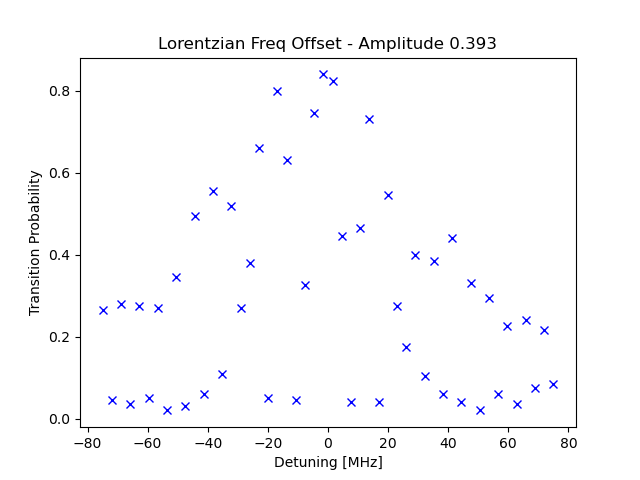 Lorentzian Freq Offset - Amplitude 0.393
Transition Probability
0.8
0.6
0.4
0.2
0.0
−80 −60 −40 −20 0 20 40 60 80
Detuning [MHz]